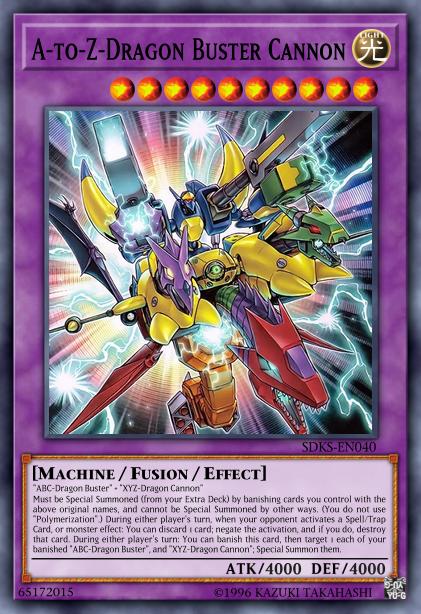 A-to-Z-Dragon Buster Cannon
LIGHT
光
SDKS-EN040
[Machine / Fusion / Effect]
"ABC-Dragon Buster" + "XYZ-Dragon Cannon"
Must be Special Summoned (from your Extra Deck) by banishing cards you control with the
above original names, and cannot be Special Summoned by other ways. (You do not use
"Polymerization".) During either player's turn, when your opponent activates a Spell/Trap
Card, or monster effect: You can discard 1 card; negate the activation, and if you do, destroy
that card. During either player's turn: You can banish this card, then target 1 each of your
banished "ABC-Dragon Buster", and "XYZ-Dragon Cannon"; Special Summon them.
ATK/4000 DEF/4000
65172015
©1996 KAZUKI TAKAHASHI